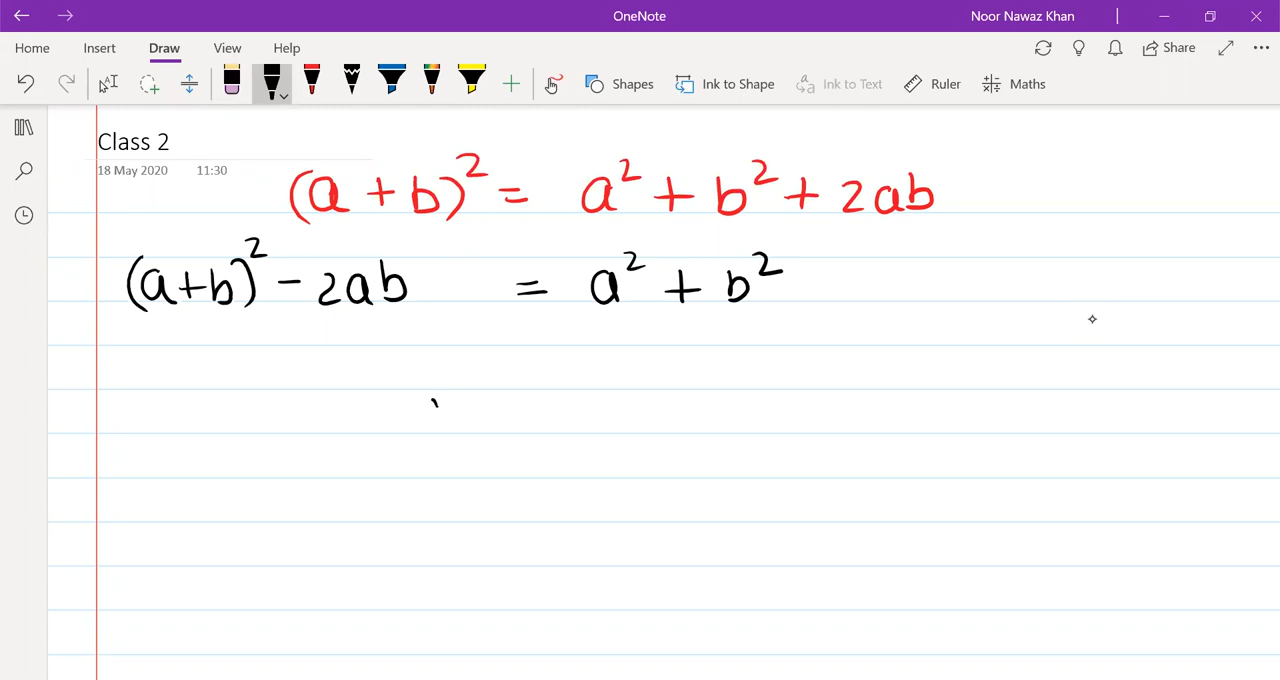 OneNote
Noor Nawaz Khan
Home Insert Draw View Help Share
Shapes Ink to Shape Ink to Text Ruler Maths
Class 2
18 May 2020 11:30
(a + b)² = a² + b² + 2ab
(a+b)² - 2ab = a² + b²